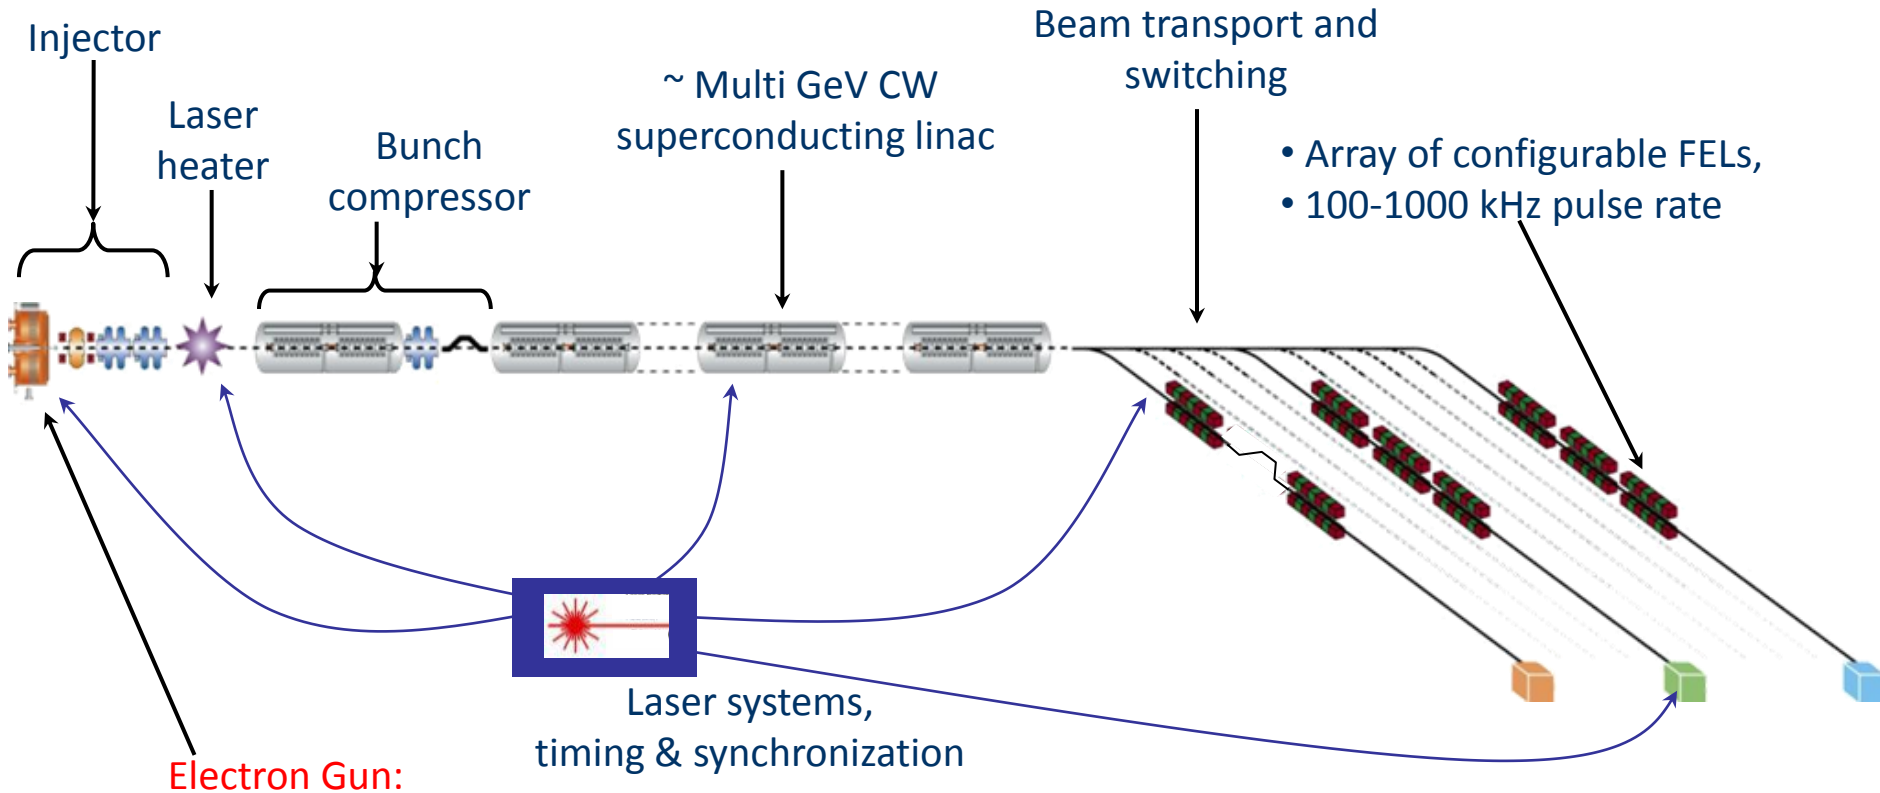 Injector
Laser
heater
Bunch
compressor
~ Multi GeV CW
superconducting linac
Beam transport and
switching
• Array of configurable FELs,
• 100-1000 kHz pulse rate
Laser systems,
timing & synchronization
Electron Gun: